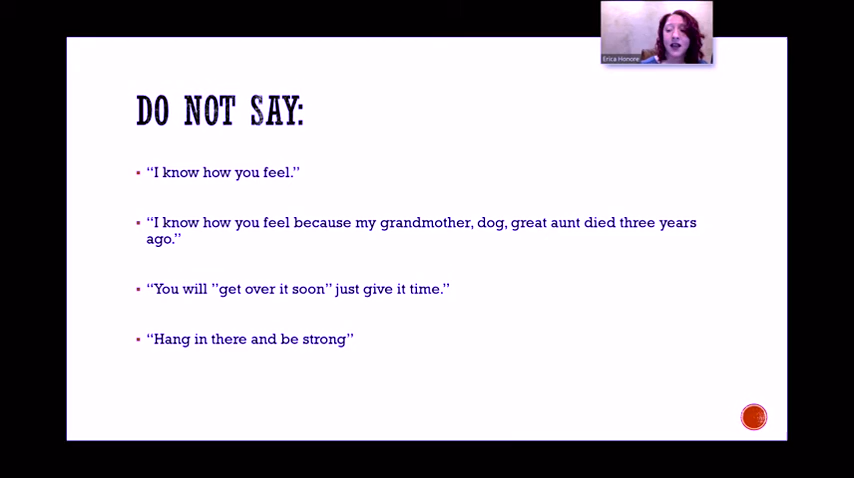 Erica Honore
DO NOT SAY:
▪ “I know how you feel.”
▪ “I know how you feel because my grandmother, dog, great aunt died three years
ago.”
▪ “You will ”get over it soon” just give it time.”
▪ “Hang in there and be strong”